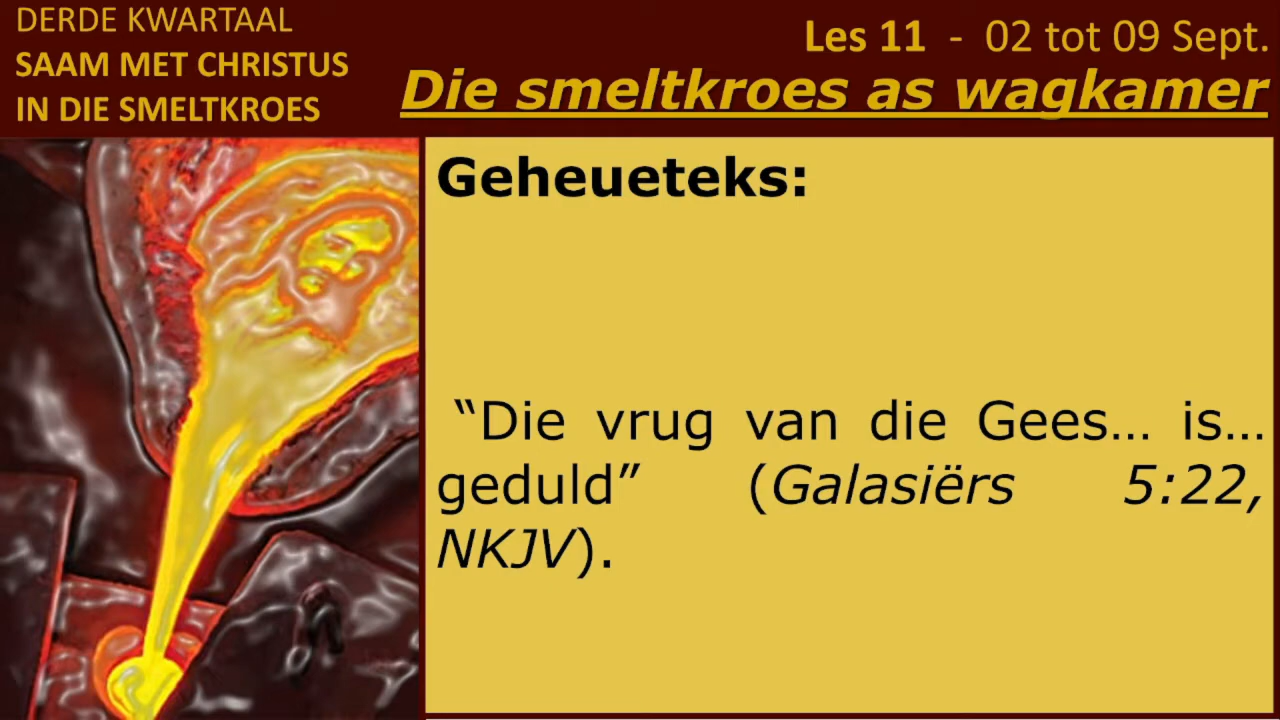 DERDE KWARTAAL
SAAM MET CHRISTUS
IN DIE SMELTKROES
Les 11 - 02 tot 09 Sept.
Die smeltkroes as wagkamer
Geheueteks:
“Die vrug van die Gees… is…
geduld” (Galasiërs 5:22,
NKJV).